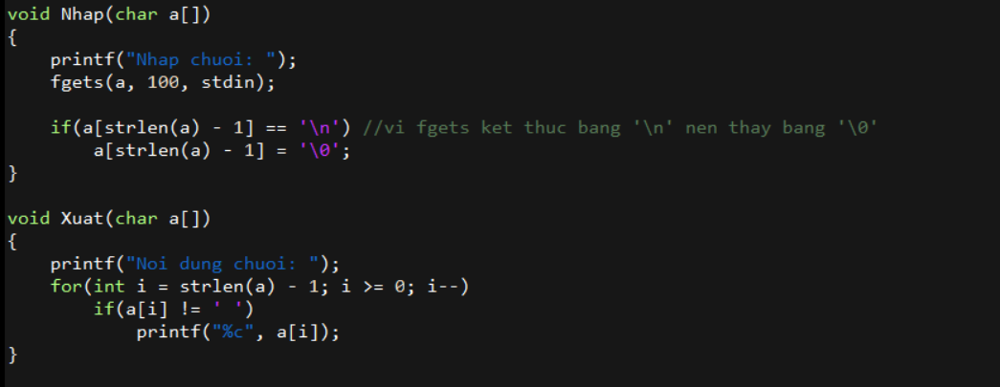 void Nhap(char a[])
{
    printf("Nhap chuoi: ");
    fgets(a, 100, stdin);
    if(a[strlen(a) - 1] == '\n') //vi fgets ket thuc bang '\n' nen thay bang '\0'
        a[strlen(a) - 1] = '\0';
}
void Xuat(char a[])
{
    printf("Noi dung chuoi: ");
    for(int i = strlen(a) - 1; i >= 0; i--)
        if(a[i] != ' ')
            printf("%c", a[i]);
}